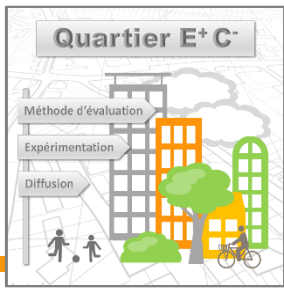 Quartier E⁺ C⁻
Méthode d'évaluation
Expérimentation
Diffusion